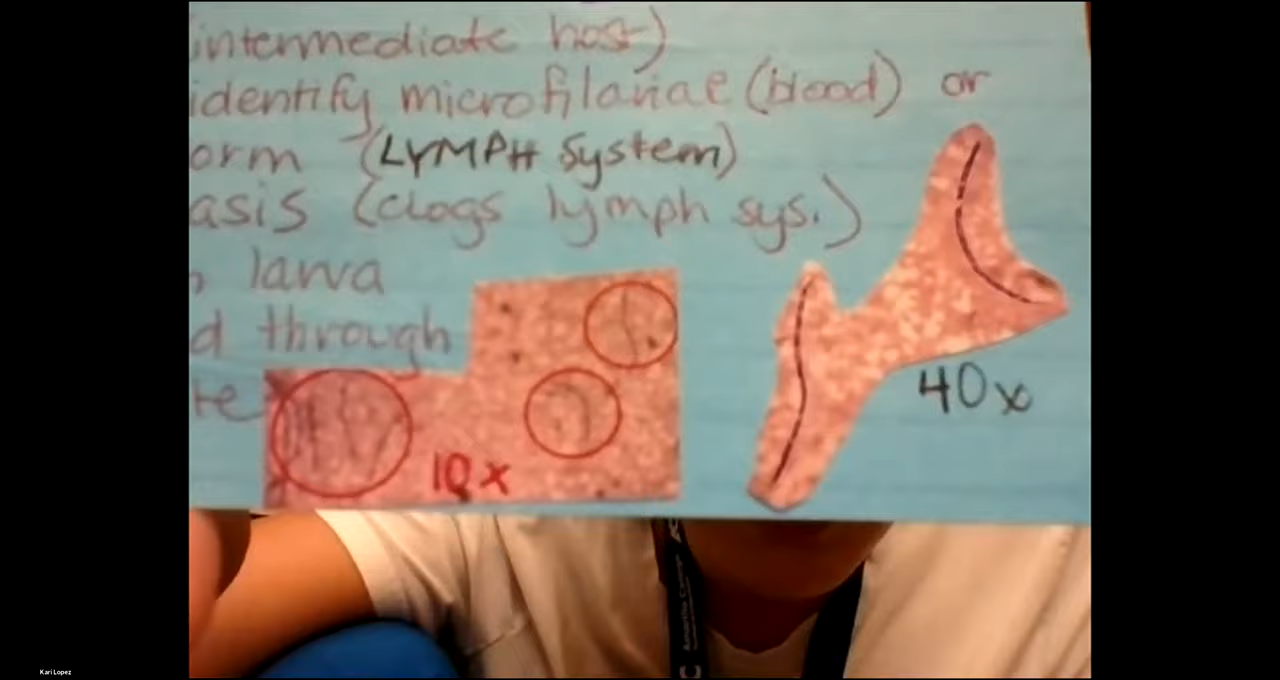 intermediate host)
identify microfilariae (blood) or
orm (LYMPH System)
asis (clogs lymph sys.)
larva
d through
te
10x
40x
Kari Lopez